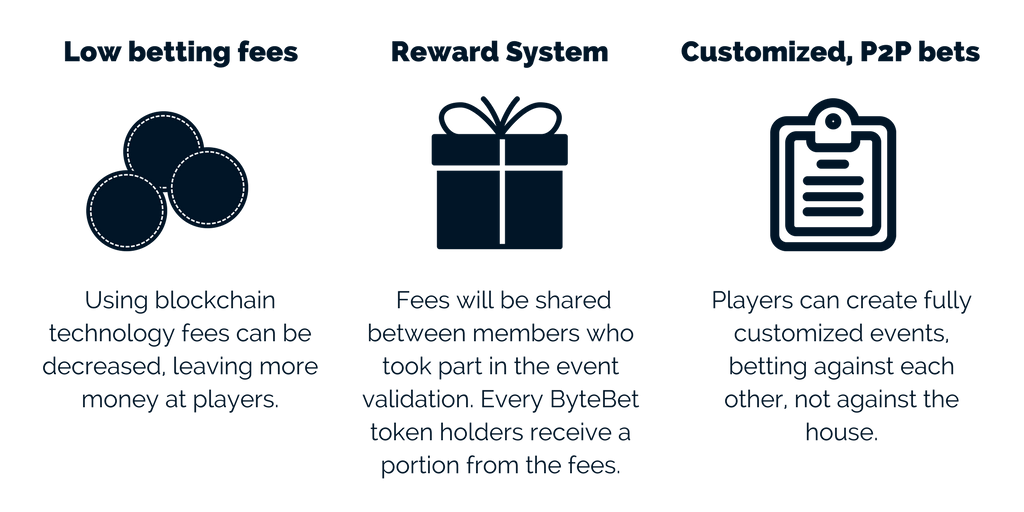 Low betting fees
Using blockchain
technology fees can be
decreased, leaving more
money at players.
Reward System
Fees will be shared
between members who
took part in the event
validation. Every ByteBet
token holders receive a
portion from the fees.
Customized, P2P bets
Players can create fully
customized events,
betting against each
other, not against the
house.